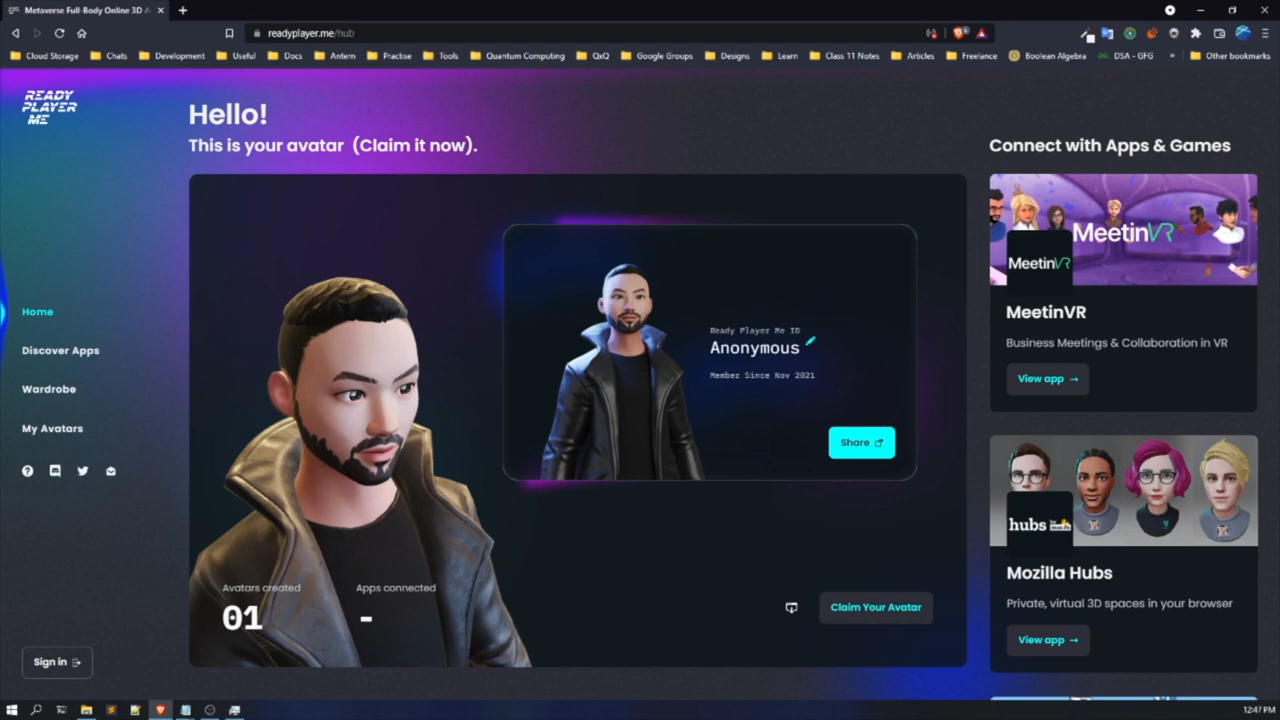 Metaverse Full-Body Online 3D A
readyplayer.me/hub
Cloud Storage
Chats
Development
Useful
Docs
Antern
Practise
Tools
Quantum Computing
QxQ
Google Groups
Designs
Learn
Class 11 Notes
Articles
Freelance
Boolean Algebra
DSA - GFG
»
Other bookmarks
READY
PLAYER
ME
Hello!
This is your avatar (Claim it now).
Home
Discover Apps
Wardrobe
My Avatars
Sign in
Ready Player Me ID
Anonymous
Member Since Nov 2021
Share
Avatars created
01
Apps connected
-
Claim Your Avatar
Connect with Apps & Games
MeetinVR
MeetinVR
MeetinVR
Business Meetings & Collaboration in VR
View app →
hubs
Mozilla Hubs
Private, virtual 3D spaces in your browser
View app →
12:47 PM